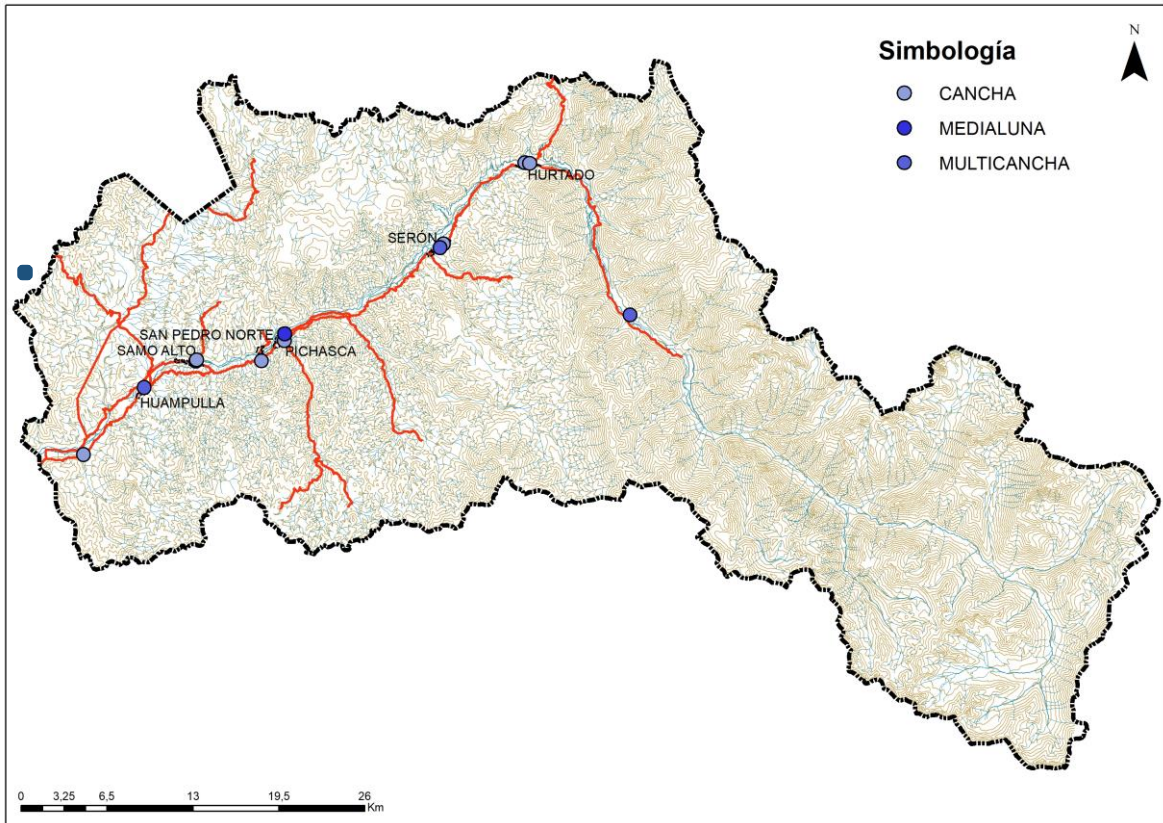 N
Simbología
CANCHA
MEDIALUNA
MULTICANCHA
HURTADO
SERÓN
SAN PEDRO NORTE
SAMO ALTO
PICHASCA
HUAMPULLA
0 3,25 6,5 13 19,5 26
Km